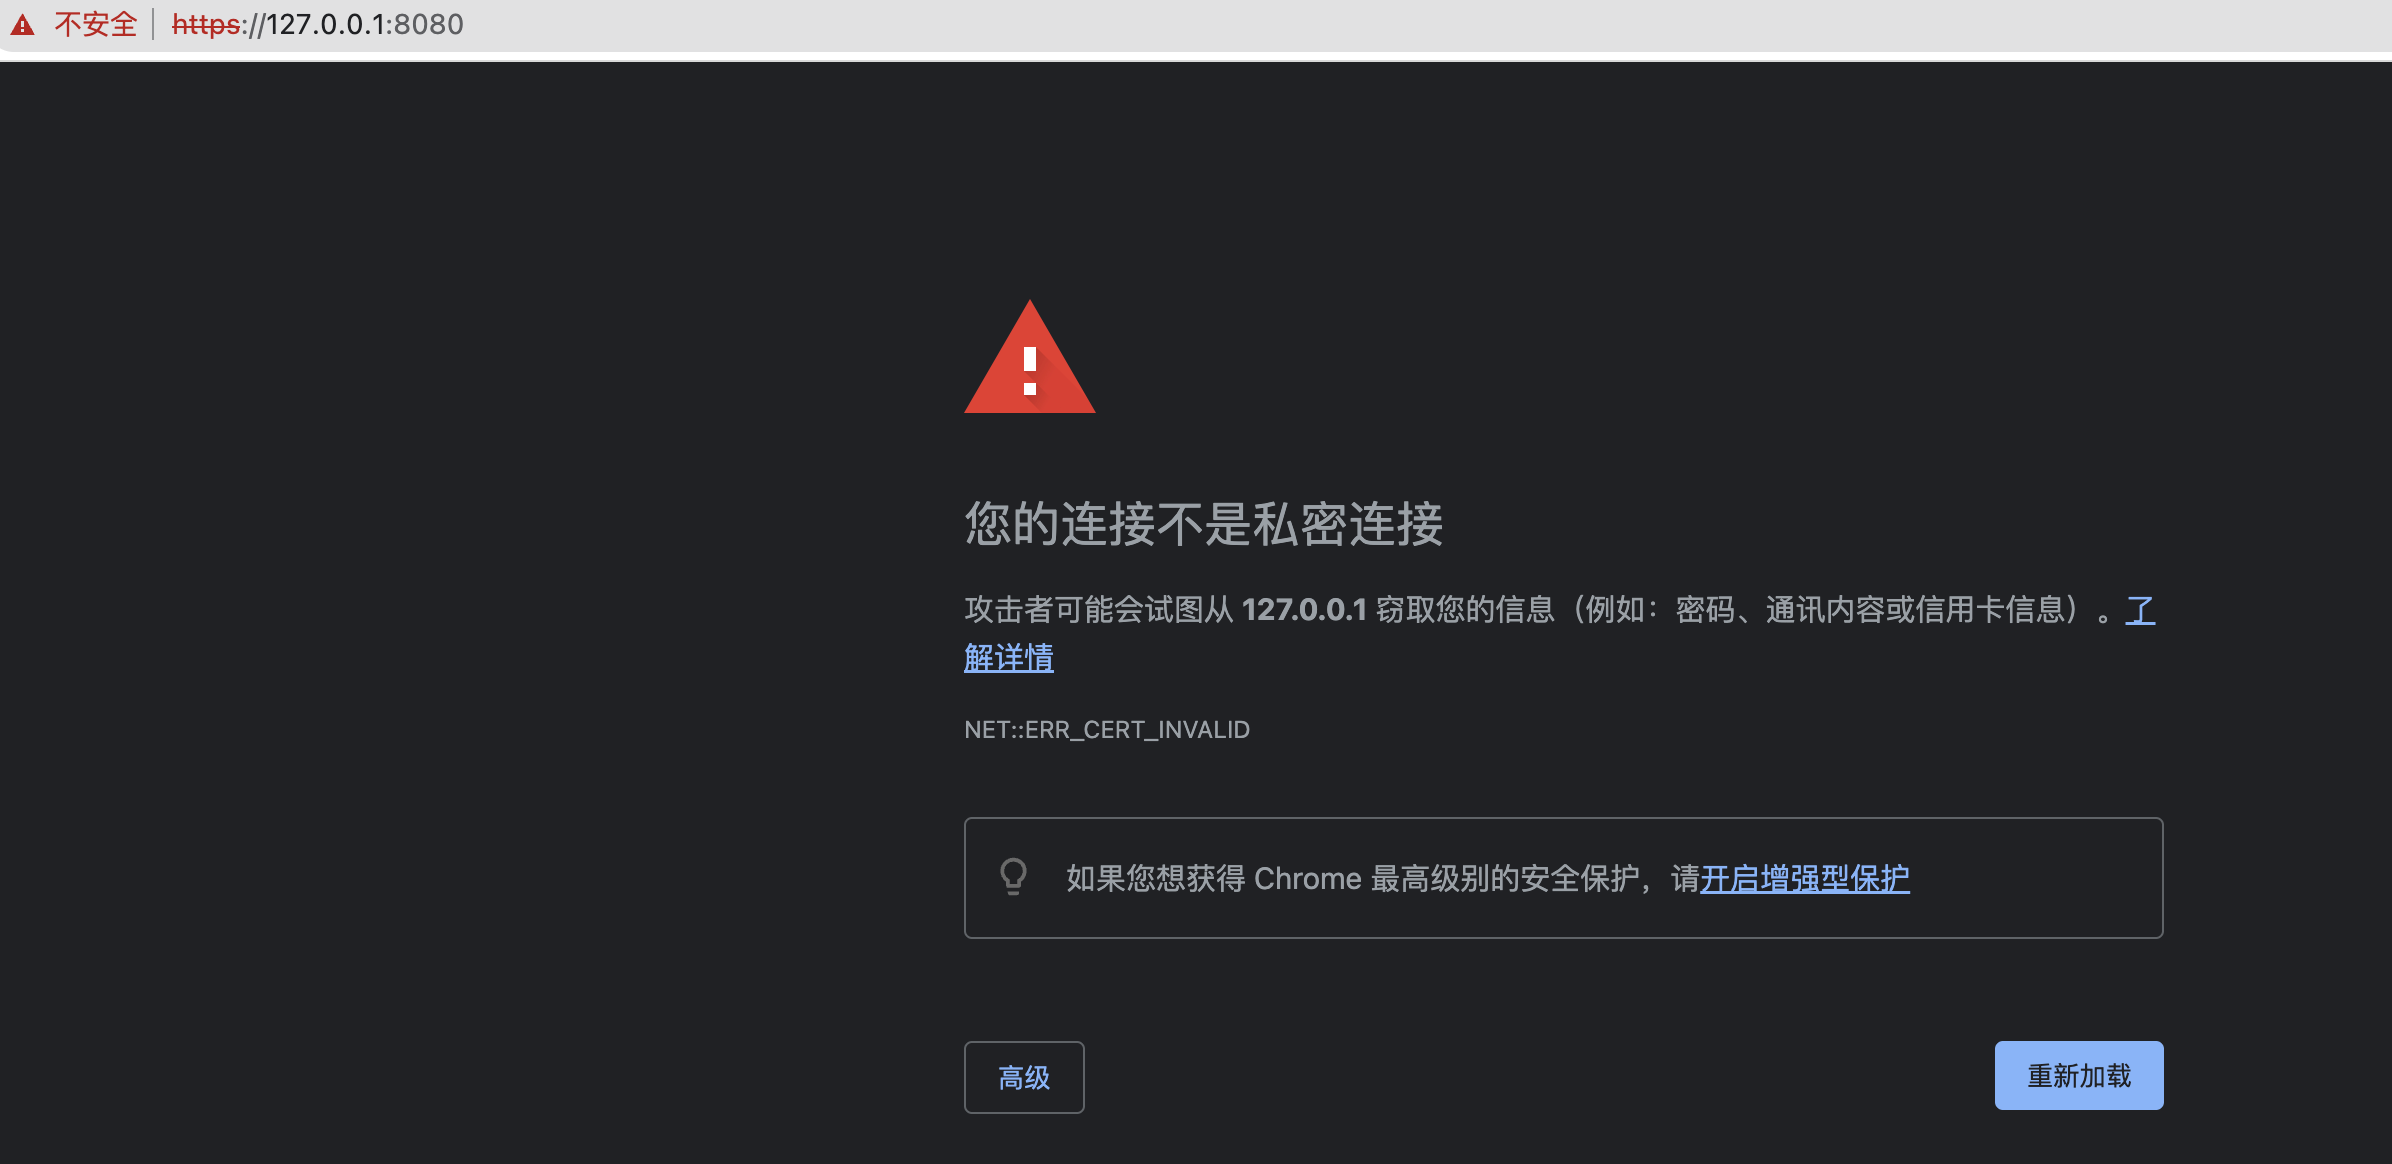 不安全 https://127.0.0.1:8080
您的连接不是私密连接
攻击者可能会试图从 127.0.0.1 窃取您的信息（例如：密码、通讯内容或信用卡信息）。了
解详情
NET::ERR_CERT_INVALID
如果您想获得 Chrome 最高级别的安全保护，请开启增强型保护
高级
重新加载